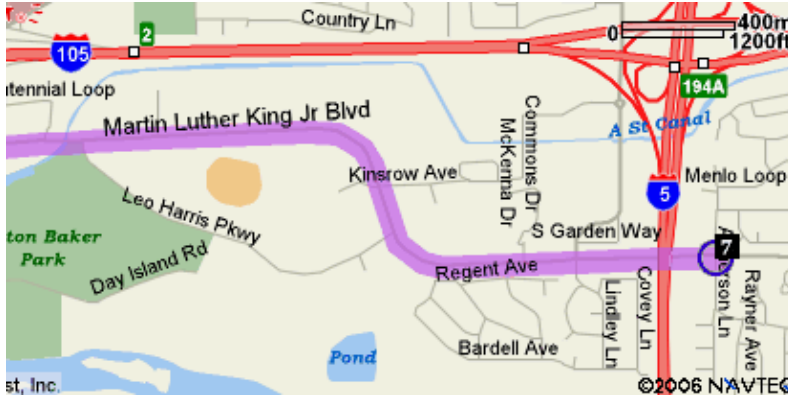 Country Ln
400m
0
1200ft
2
105
194A
tennial Loop
Martin Luther King Jr Blvd
A St Canal
Commons Dr
McKenna Dr
Kinsrow Ave
Menlo Loop
5
Leo Harris Pkwy
S Garden Way
ton Baker
Park
7
Day Island Rd
Regent Ave
Covey Ln
Lindley Ln
Rayner Ave
Bardell Ave
Pond
st, Inc.
©2006 NAVTEQ